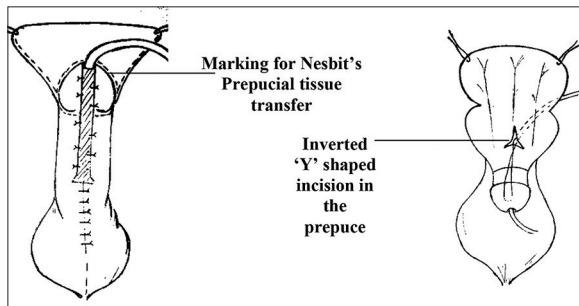 Marking for Nesbit's
Prepucial tissue
transfer
Inverted
'Y' shaped
incision in
the
prepuce